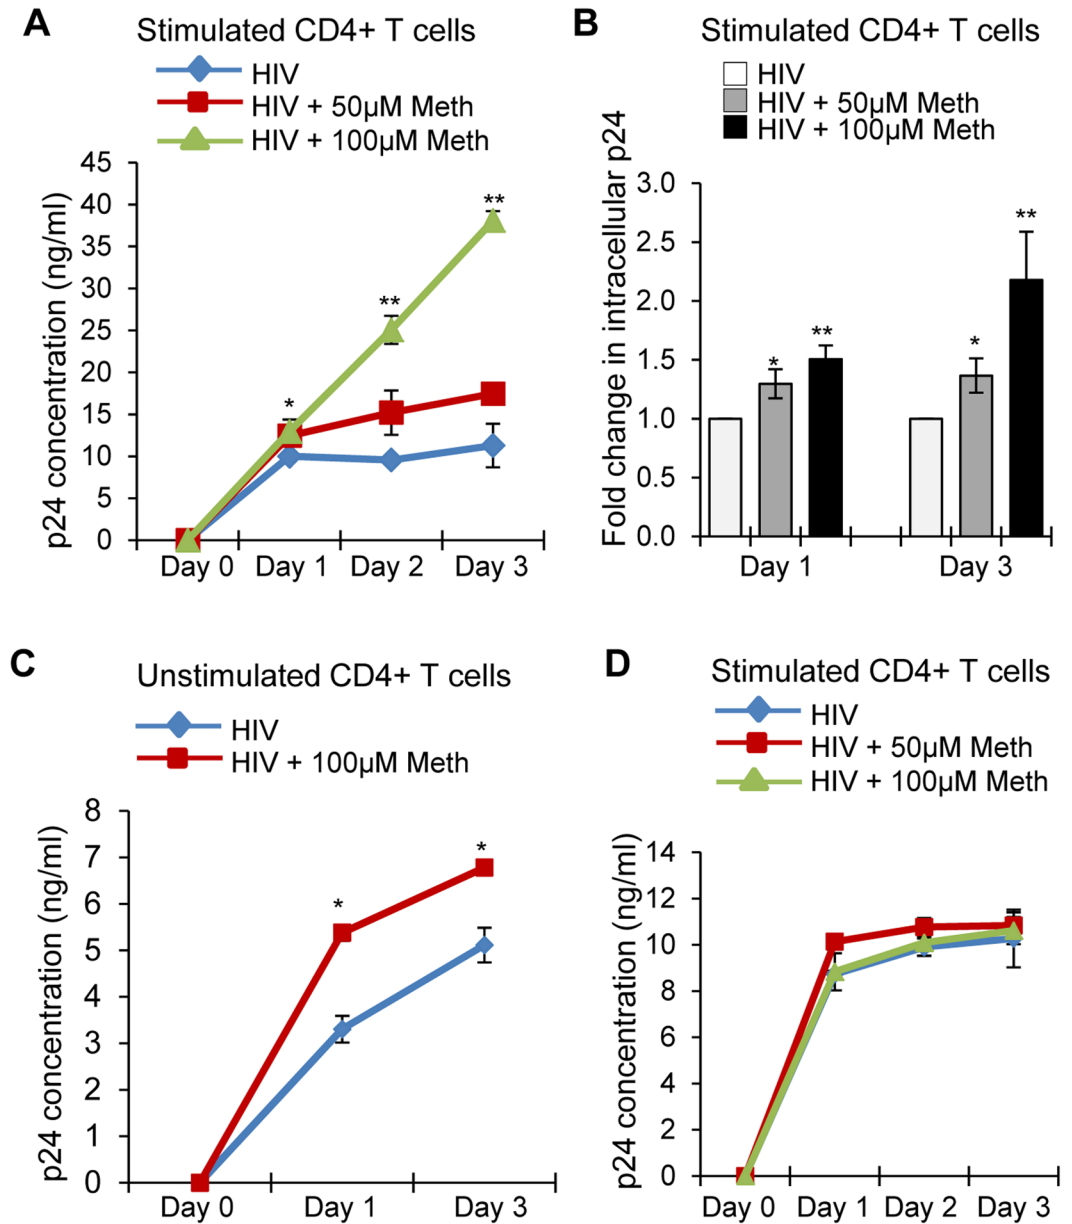 A
Stimulated CD4+ T cells
HIV
HIV + 50µM Meth
HIV + 100µM Meth
p24 concentration (ng/ml)
45
40
35
30
25
20
15
10
5
0
*
**
**
Day 0 Day 1 Day 2 Day 3
B
Stimulated CD4+ T cells
HIV
HIV + 50µM Meth
HIV + 100µM Meth
Fold change in intracellular p24
3.0
2.5
2.0
1.5
1.0
0.5
0.0
*
**
*
**
Day 1 Day 3
C
Unstimulated CD4+ T cells
HIV
HIV + 100µM Meth
p24 concentration (ng/ml)
8
7
6
5
4
3
2
1
0
*
*
Day 0 Day 1 Day 3
D
Stimulated CD4+ T cells
HIV
HIV + 50µM Meth
HIV + 100µM Meth
p24 concentration (ng/ml)
14
12
10
8
6
4
2
0
Day 0 Day 1 Day 2 Day 3